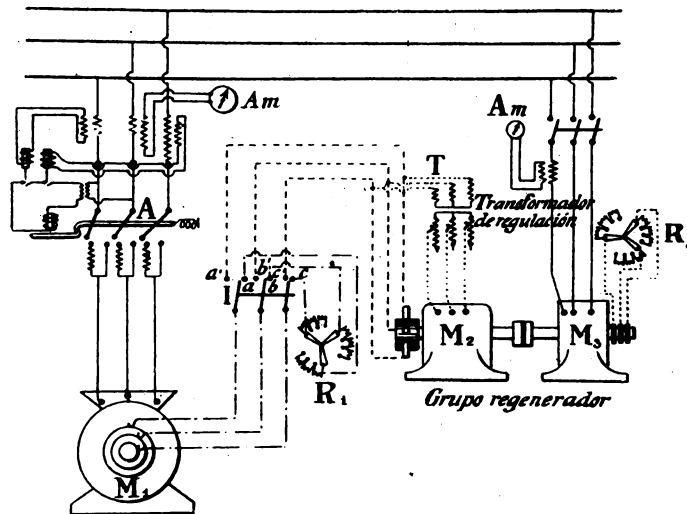 Am
Am
T
A
Transformador
de regulación
R
a' a b c b c
I
M₂
M₃
R₁
Grupo regenerador
M₁